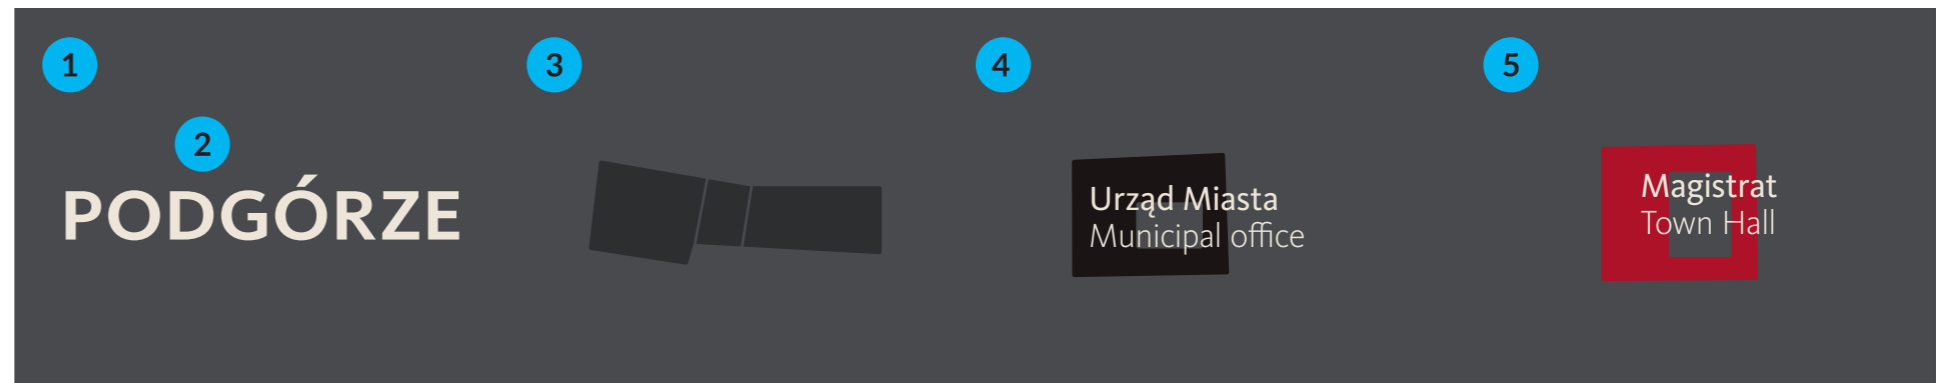 1
2
PODGÓRZE
3
4
Urząd Miasta
Municipal office
5
Magistrat
Town Hall